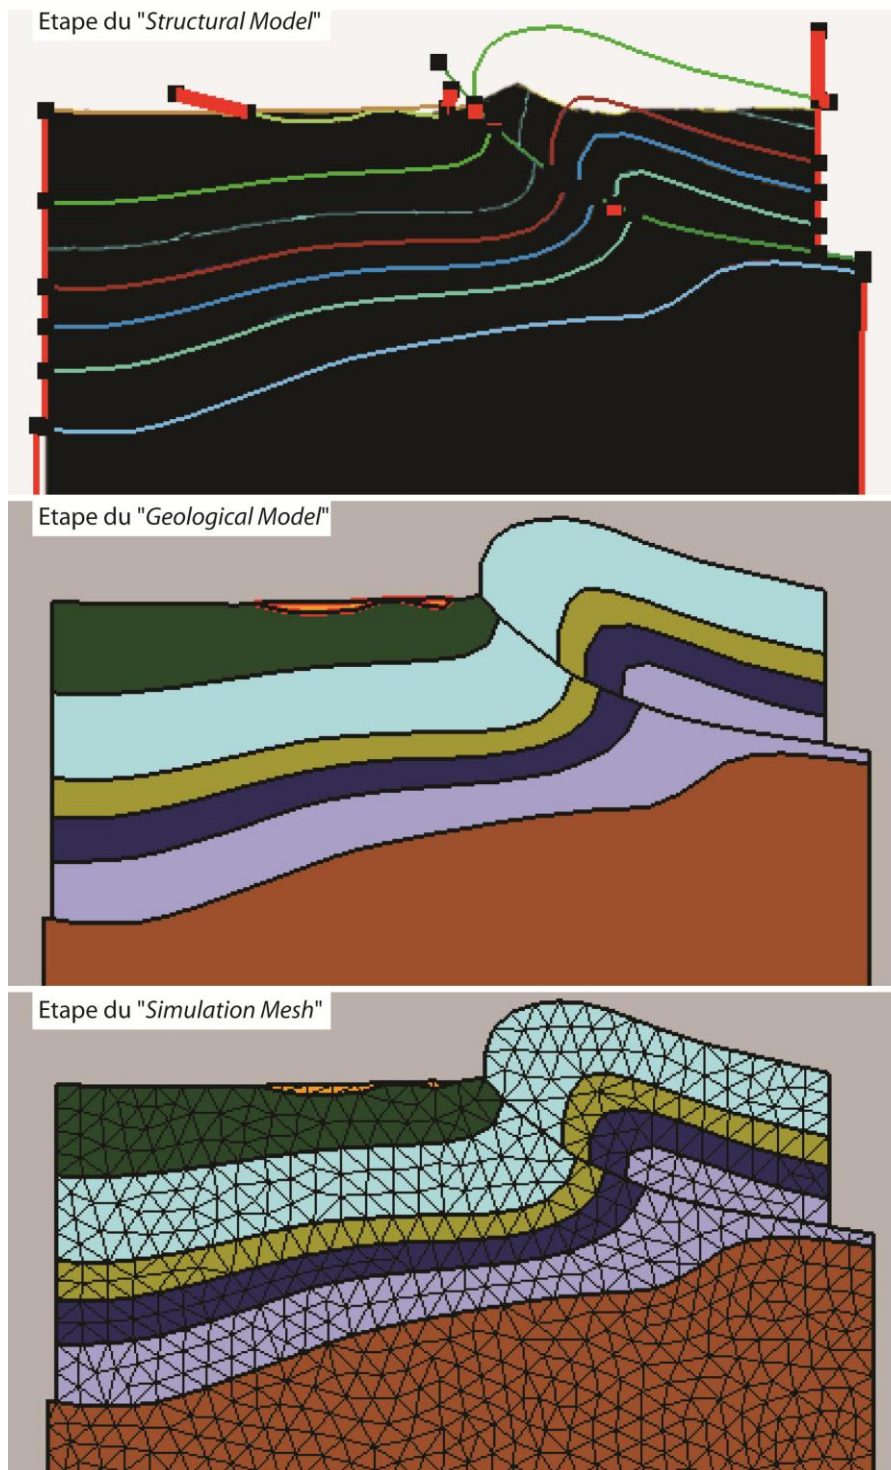 Etape du "Structural Model"
Etape du "Geological Model"
Etape du "Simulation Mesh"